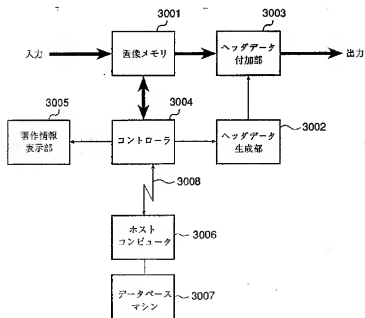 3001
3003
入力
画像メモリ
ヘッダデータ
付加部
出力
3005
3004
3002
著作情報
表示部
コントローラ
ヘッダデータ
生成部
3008
ホスト
コンピュータ
3006
データベース
マシン
3007